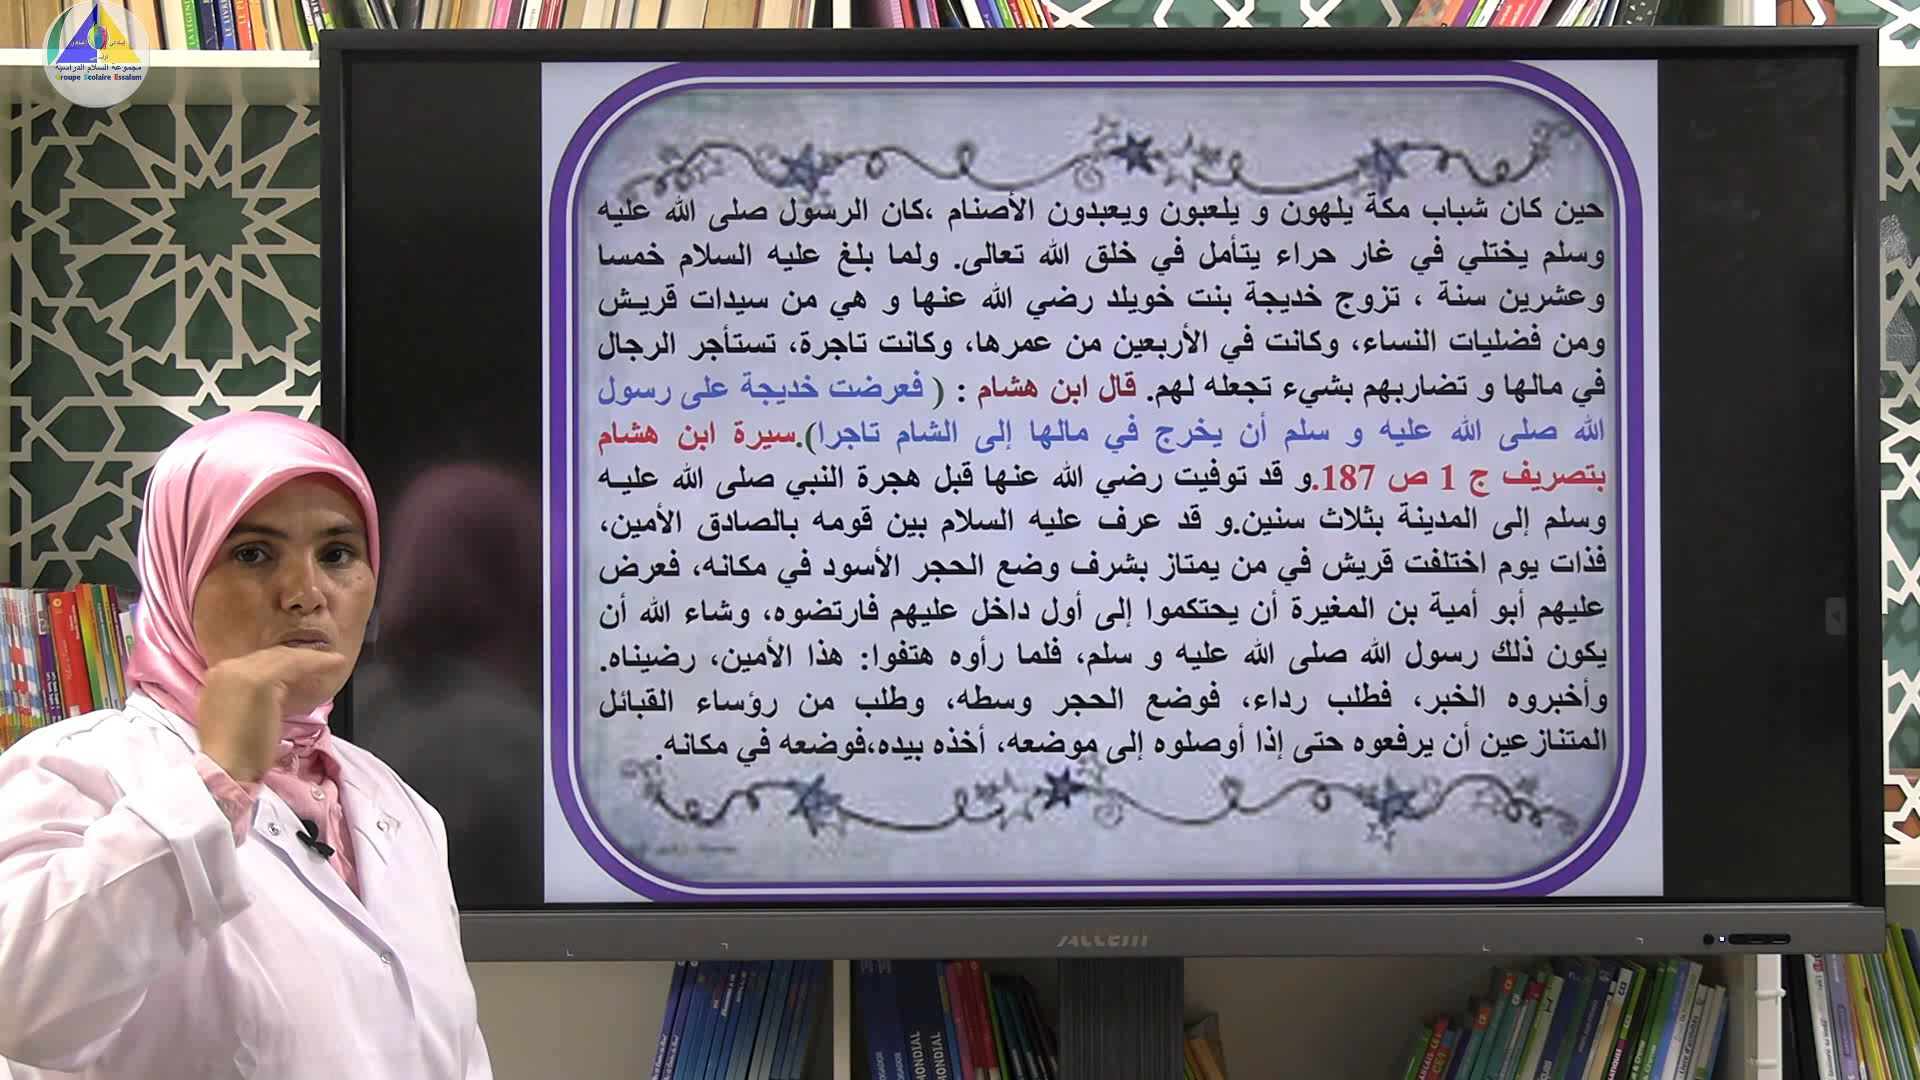 مجموعة السلام الدراسية
Groupe Scolaire Essalam
حين كان شباب مكة يلهون و يلعبون ويعبدون الأصنام ،كان الرسول صلى الله عليه
وسلم يختلي في غار حراء يتأمل في خلق الله تعالى. ولما بلغ عليه السلام خمسا
وعشرين سنة ، تزوج خديجة بنت خويلد رضي الله عنها و هي من سيدات قريش
ومن فضليات النساء، وكانت في الأربعين من عمرها، وكانت تاجرة، تستأجر الرجال
في مالها و تضاربهم بشيء تجعله لهم. قال ابن هشام : ( فعرضت خديجة على رسول
الله صلى الله عليه و سلم أن يخرج في مالها إلى الشام تاجرا).سيرة ابن هشام
بتصريف ج 1 ص 187.و قد توفيت رضي الله عنها قبل هجرة النبي صلى الله عليه
وسلم إلى المدينة بثلاث سنين.و قد عرف عليه السلام بين قومه بالصادق الأمين،
فذات يوم اختلفت قريش في من يمتاز بشرف وضع الحجر الأسود في مكانه، فعرض
عليهم أبو أمية بن المغيرة أن يحتكموا إلى أول داخل عليهم فارتضوه، وشاء الله أن
يكون ذلك رسول الله صلى الله عليه و سلم، فلما رأوه هتفوا: هذا الأمين، رضيناه.
وأخبروه الخبر، فطلب رداء، فوضع الحجر وسطه، وطلب من رؤساء القبائل
المتنازعين أن يرفعوه حتى إذا أوصلوه إلى موضعه، أخذه بيده،فوضعه في مكانه.
MONDIAL
MONDIAL